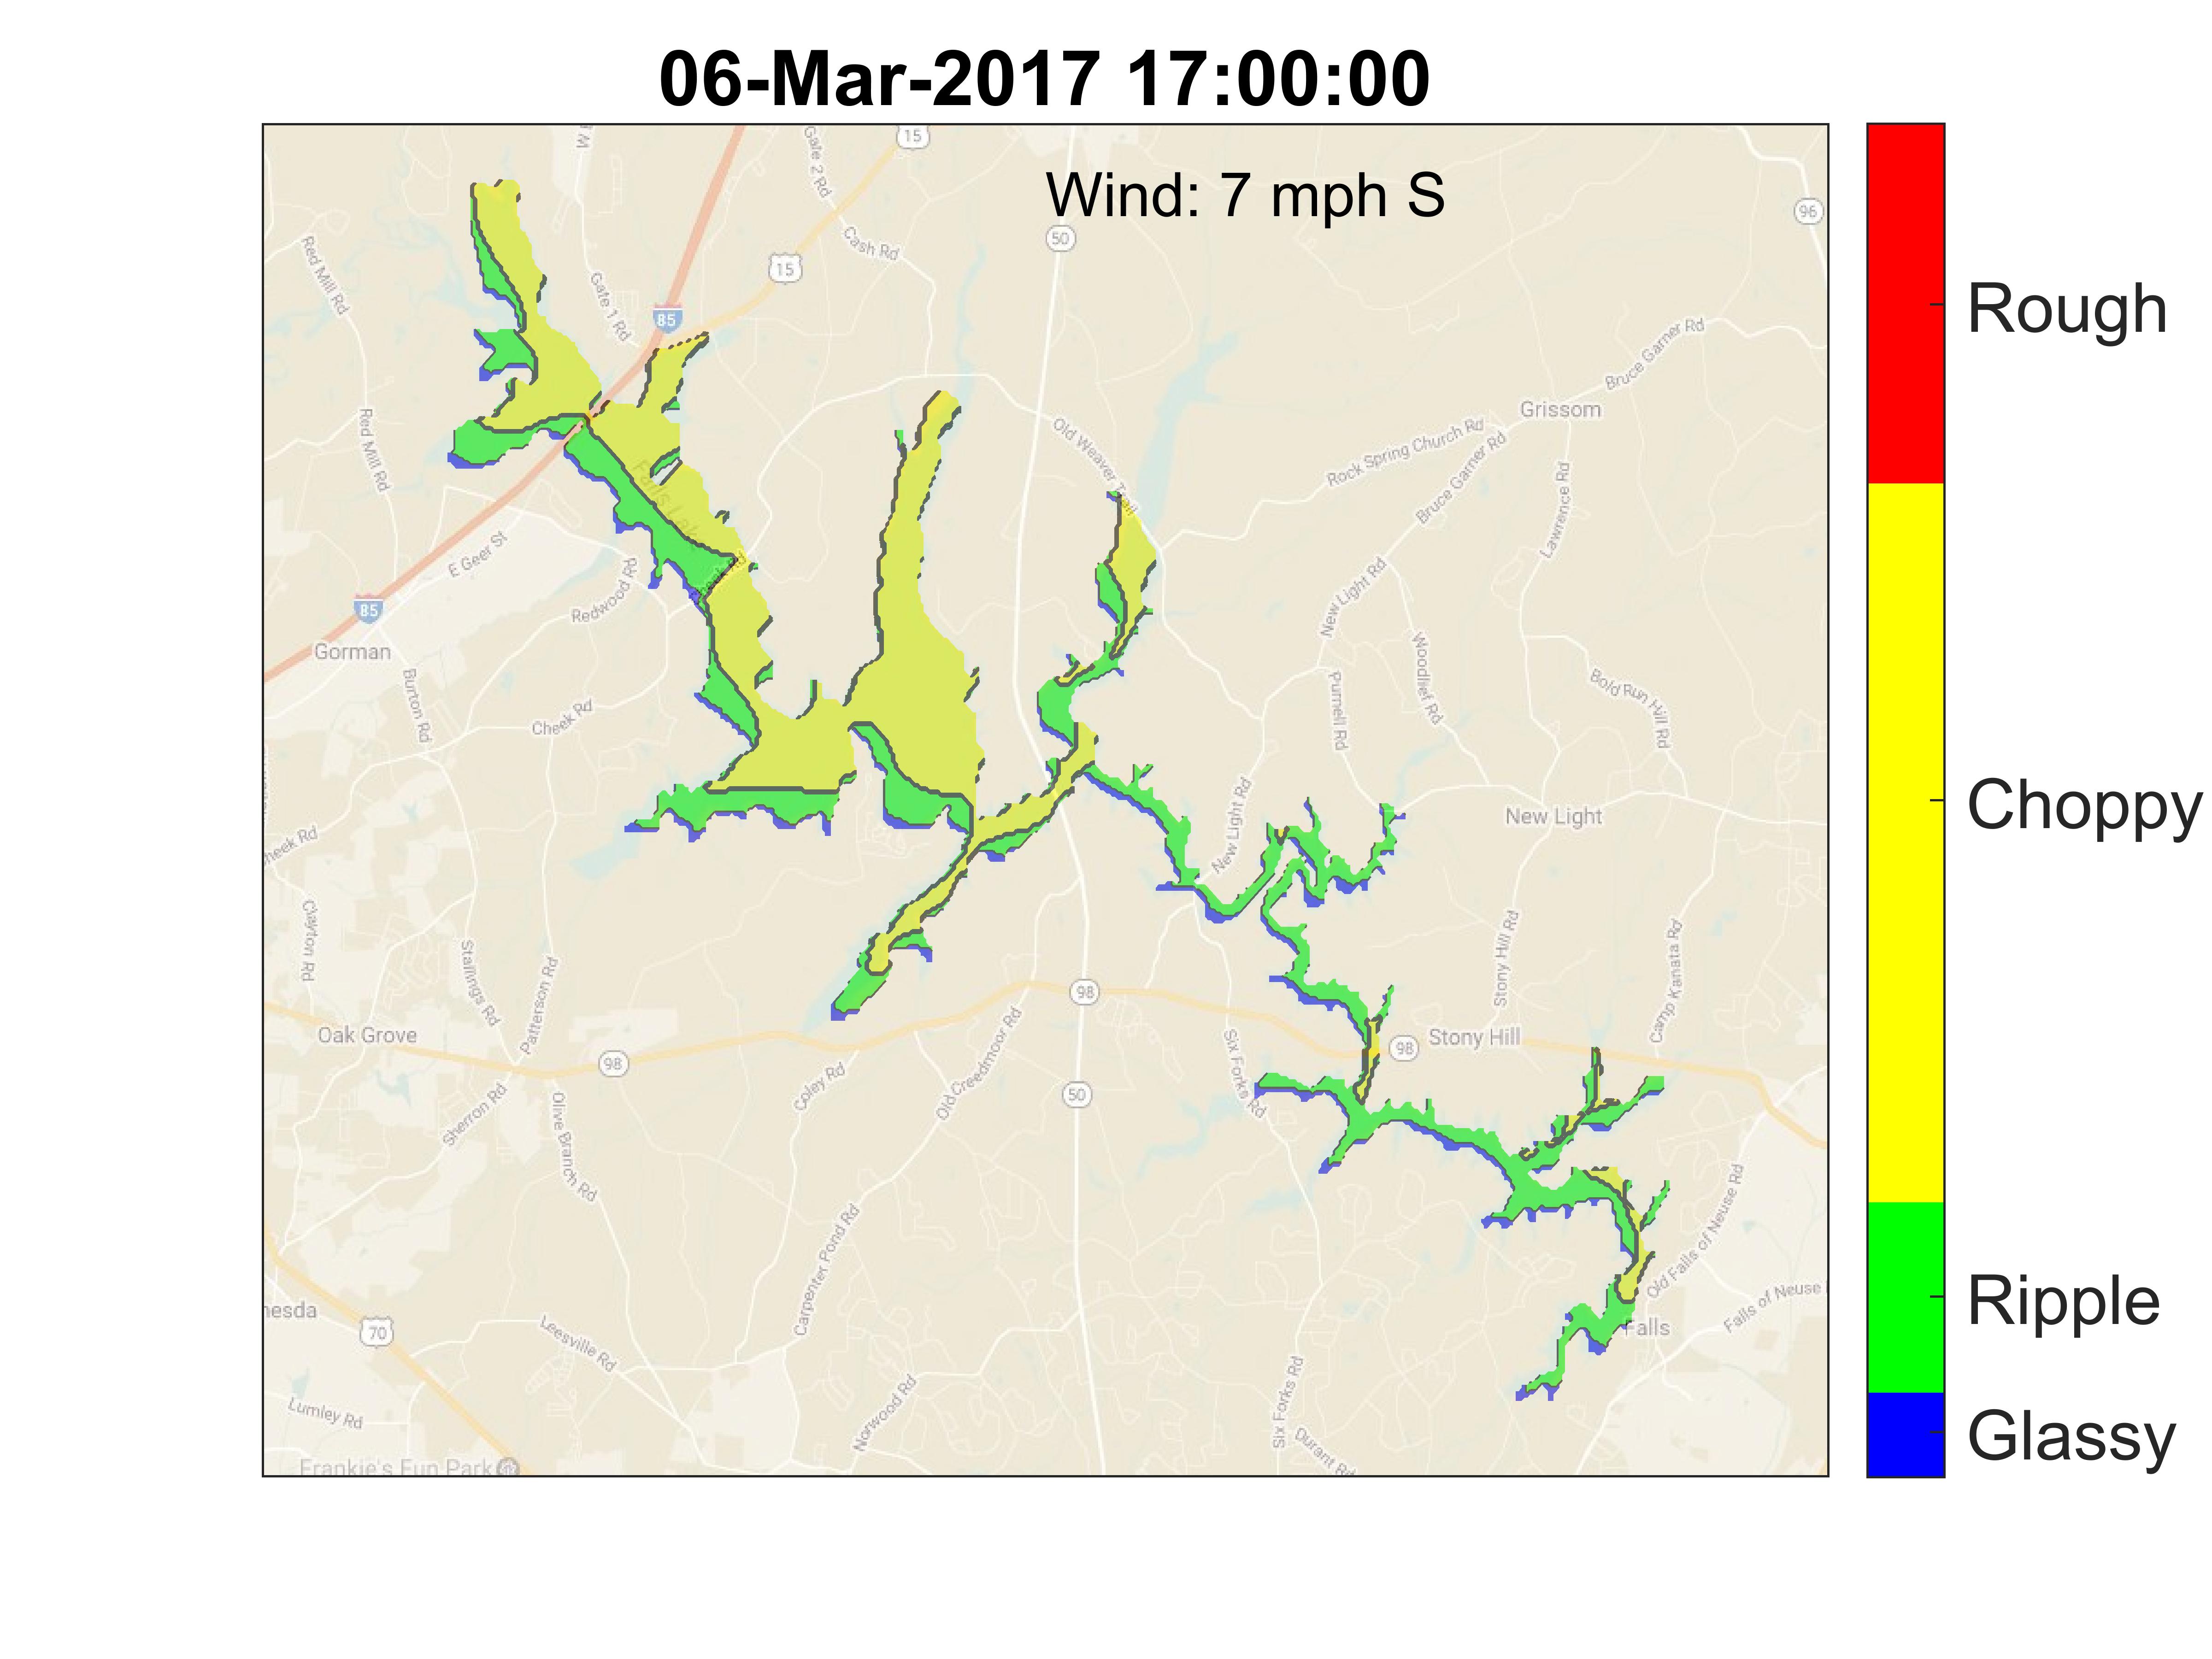 06-Mar-2017 17:00:00
Wind: 7 mph S
Rough
Choppy
Ripple
Glassy
15
Gate 2 Rd
Cash Rd
50
96
15
Red Mill Rd
Gate 1 Rd
85
Bruce Garner Rd
Grissom
Red Mill Rd
Old Weaver Trail
Rock Spring Church Rd
Bruce Garner Rd
Lawrence Rd
Falls Lake
E Geer St
Redwood Rd
New Light Rd
85
Gorman
Burton Rd
Cheek Rd
Purnell Rd
Woodlief Rd
Bold Run Hill Rd
New Light Rd
New Light
heek Rd
Clayton Rd
Stallings Rd
Patterson Rd
Stony Hill Rd
Camp Kanata Rd
98
Oak Grove
98
98
Stony Hill
Sherron Rd
Olive Branch Rd
Coley Rd
Old Creedmoor Rd
50
Six Forks Rd
Carpenter Pond Rd
Old Falls of Neuse Rd
Falls of Neuse
nesda
70
Leesville Rd
Falls
Lumley Rd
Norwood Rd
Six Forks Rd
Durant Rd
Frankie's Fun Park